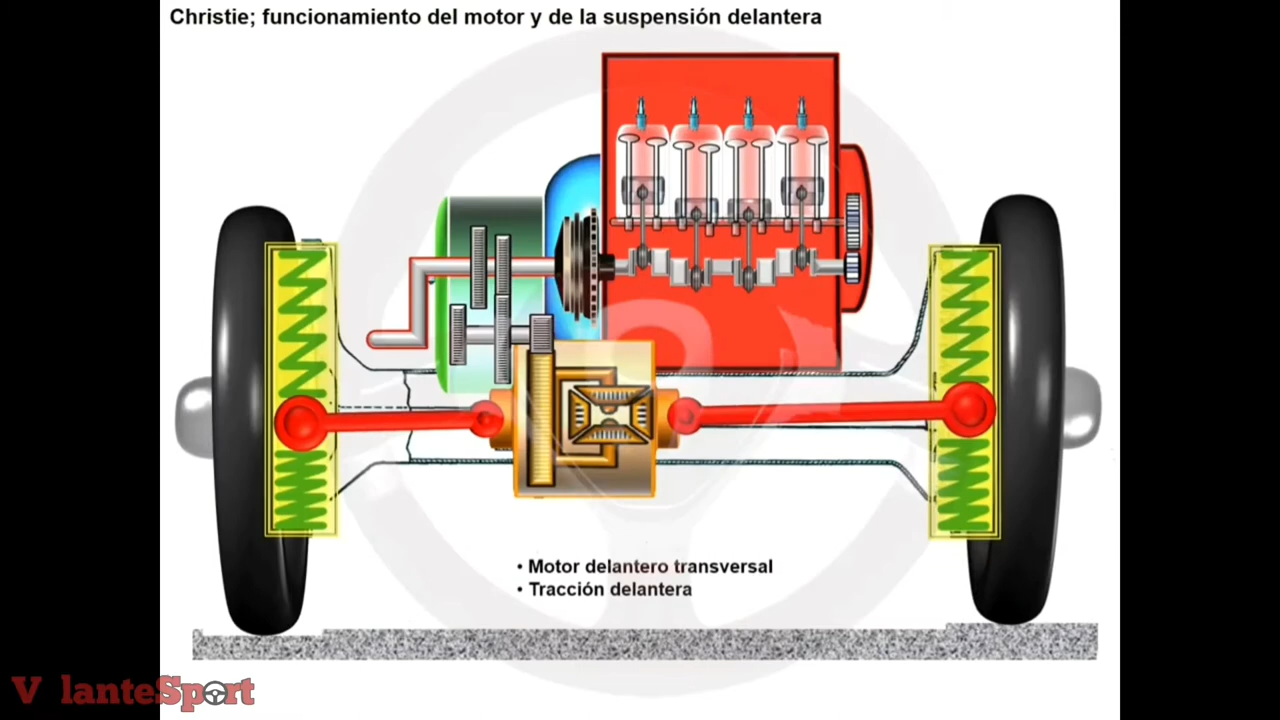 Christie; funcionamiento del motor y de la suspensión delantera
• Motor delantero transversal
• Tracción delantera
V lanteSport